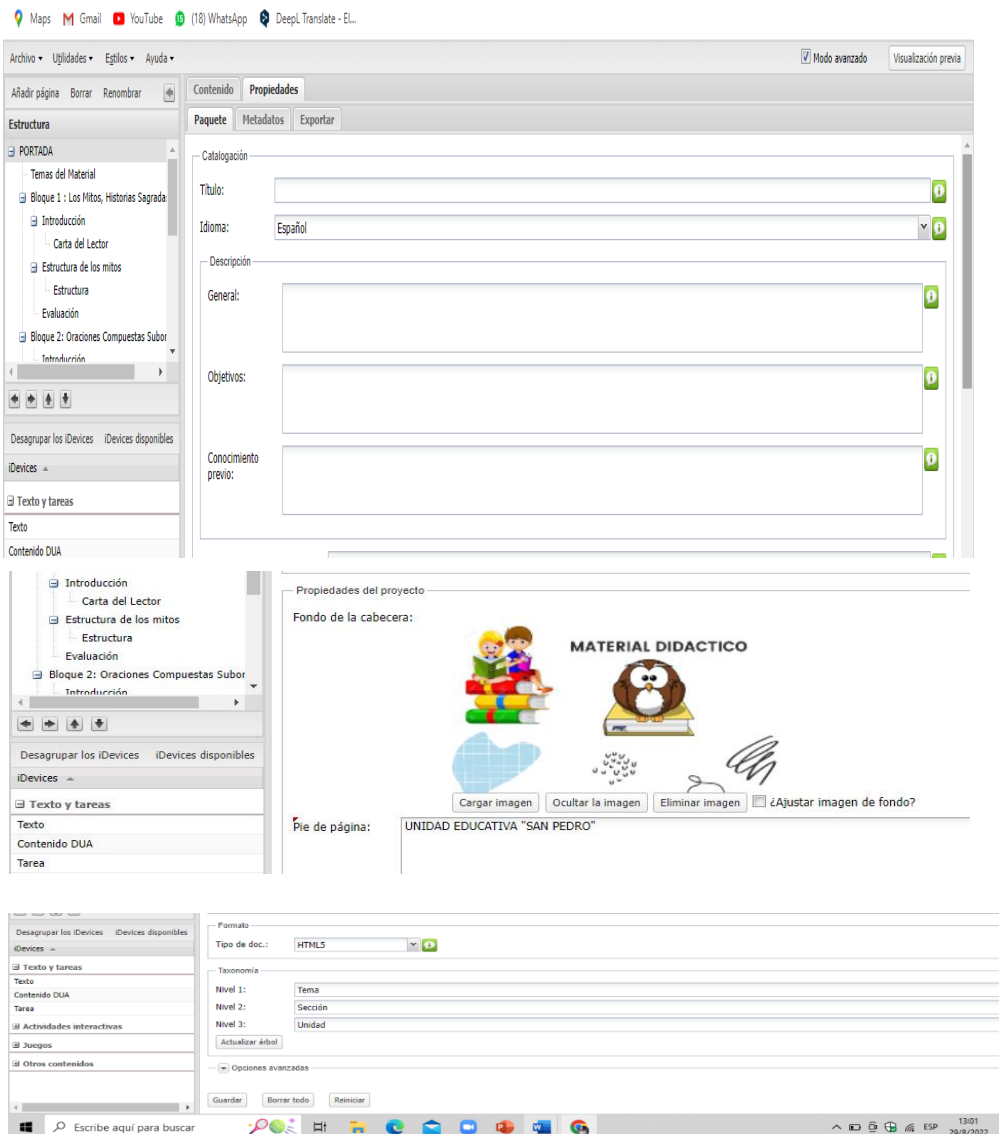 Maps Gmail YouTube (18) WhatsApp DeepL Translate - El...
Archivo Utilidades Estilos Ayuda Modo avanzado Visualización previa
Añadir página Borrar Renombrar Contenido Propiedades
Estructura Paquete Metadatos Exportar
PORTADA
Temas del Material
Bloque 1 : Los Mitos, Historias Sagrada
Introducción
Carta del Lector
Estructura de los mitos
Estructura
Evaluación
Bloque 2: Oraciones Compuestas Subor
Introducción
Catalogación
Título:
Idioma: Español
Descripción
General:
Objetivos:
Conocimiento
previo:
Desagrupar los iDevices iDevices disponibles
iDevices
Texto y tareas
Texto
Contenido DUA
Introducción
Carta del Lector
Estructura de los mitos
Estructura
Evaluación
Bloque 2: Oraciones Compuestas Subor
Introducción
Desagrupar los iDevices iDevices disponibles
iDevices
Texto y tareas
Texto
Contenido DUA
Tarea
Propiedades del proyecto
Fondo de la cabecera:
MATERIAL DIDACTICO
Cargar imagen Ocultar la imagen Eliminar imagen ¿Ajustar imagen de fondo?
Pie de página: UNIDAD EDUCATIVA "SAN PEDRO"
Desagrupar los iDevices iDevices disponibles
iDevices
Texto y tareas
Texto
Contenido DUA
Tarea
Actividades interactivas
Juegos
Otros contenidos
Formato
Tipo de doc.: HTML5
Taxonomía
Nivel 1: Tema
Nivel 2: Sección
Nivel 3: Unidad
Actualizar árbol
Opciones avanzadas
Guardar Borrar todo Reiniciar
Escribe aquí para buscar ESP 13:01
29/8/2022